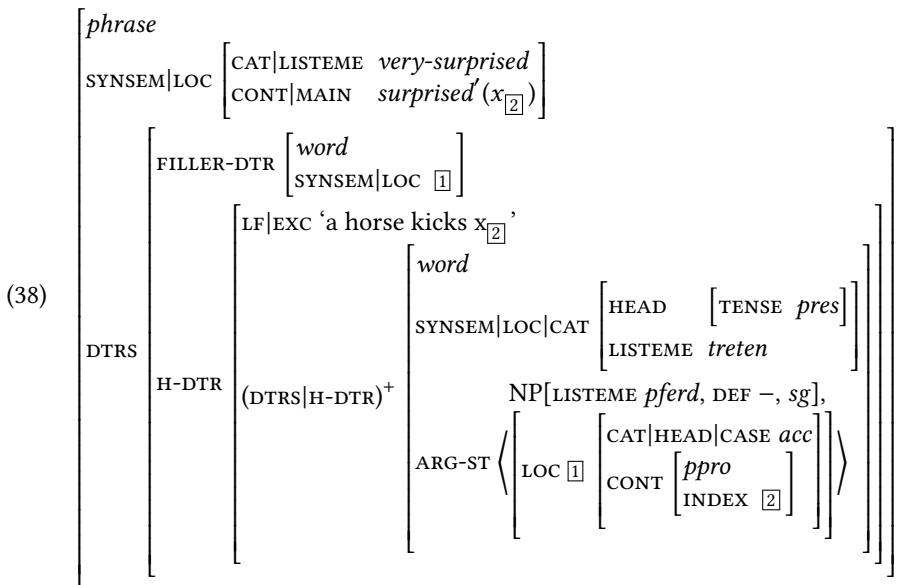 phrase
SYNSEM|LOC CAT|LISTEME very-surprised
CONT|MAIN surprised′(x 2 )
FILLER-DTR word
SYNSEM|LOC 1
LF|EXC ‘a horse kicks x 2 ’
word
(38)
SYNSEM|LOC|CAT HEAD [TENSE pres]
LISTEME treten
DTRS
H-DTR (DTRS|H-DTR)+
NP[LISTEME pferd, DEF −, sg],
ARG-ST ⟨ LOC 1 CAT|HEAD|CASE acc ⟩
CONT ppro
INDEX 2